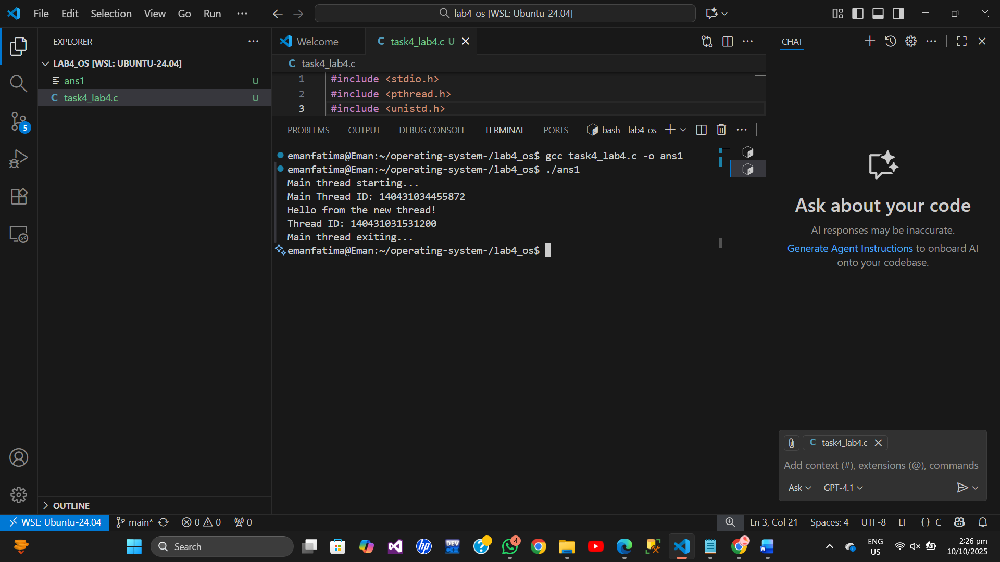 File Edit Selection View Go Run ···
lab4_os [WSL: Ubuntu-24.04]
EXPLORER
LAB4_OS [WSL: UBUNTU-24.04]
ans1 U
C task4_lab4.c U
5
Welcome
C task4_lab4.c U
C task4_lab4.c
1 #include <stdio.h>
2 #include <pthread.h>
3 #include <unistd.h>
PROBLEMS OUTPUT DEBUG CONSOLE TERMINAL PORTS bash - lab4_os
emanfatima@Eman:~/operating-system-/lab4_os$ gcc task4_lab4.c -o ans1
emanfatima@Eman:~/operating-system-/lab4_os$ ./ans1
Main thread starting...
Main Thread ID: 140431034455872
Hello from the new thread!
Thread ID: 140431031531200
Main thread exiting...
emanfatima@Eman:~/operating-system-/lab4_os$
CHAT
Ask about your code
AI responses may be inaccurate.
Generate Agent Instructions to onboard AI
onto your codebase.
C task4_lab4.c
Add context (#), extensions (@), commands
Ask GPT-4.1
OUTLINE
WSL: Ubuntu-24.04 main* 0 0 0 Ln 3, Col 21 Spaces: 4 UTF-8 LF {} C
Search
DEV
C++
4
ENG
US
2:26 pm
10/10/2025